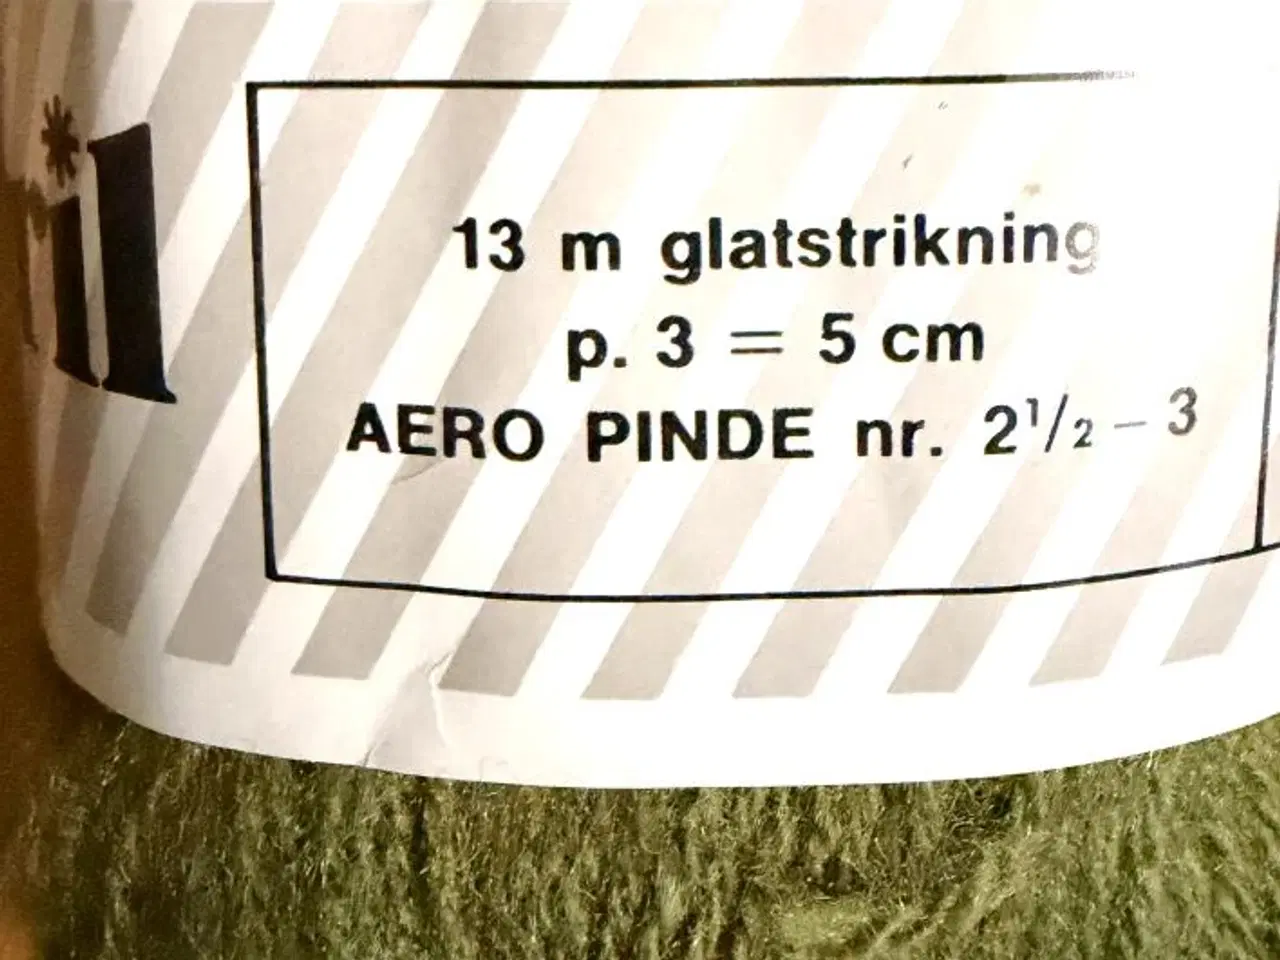 13 m glatstrikning
p. 3 = 5 cm
AERO PINDE nr. 2½ – 3